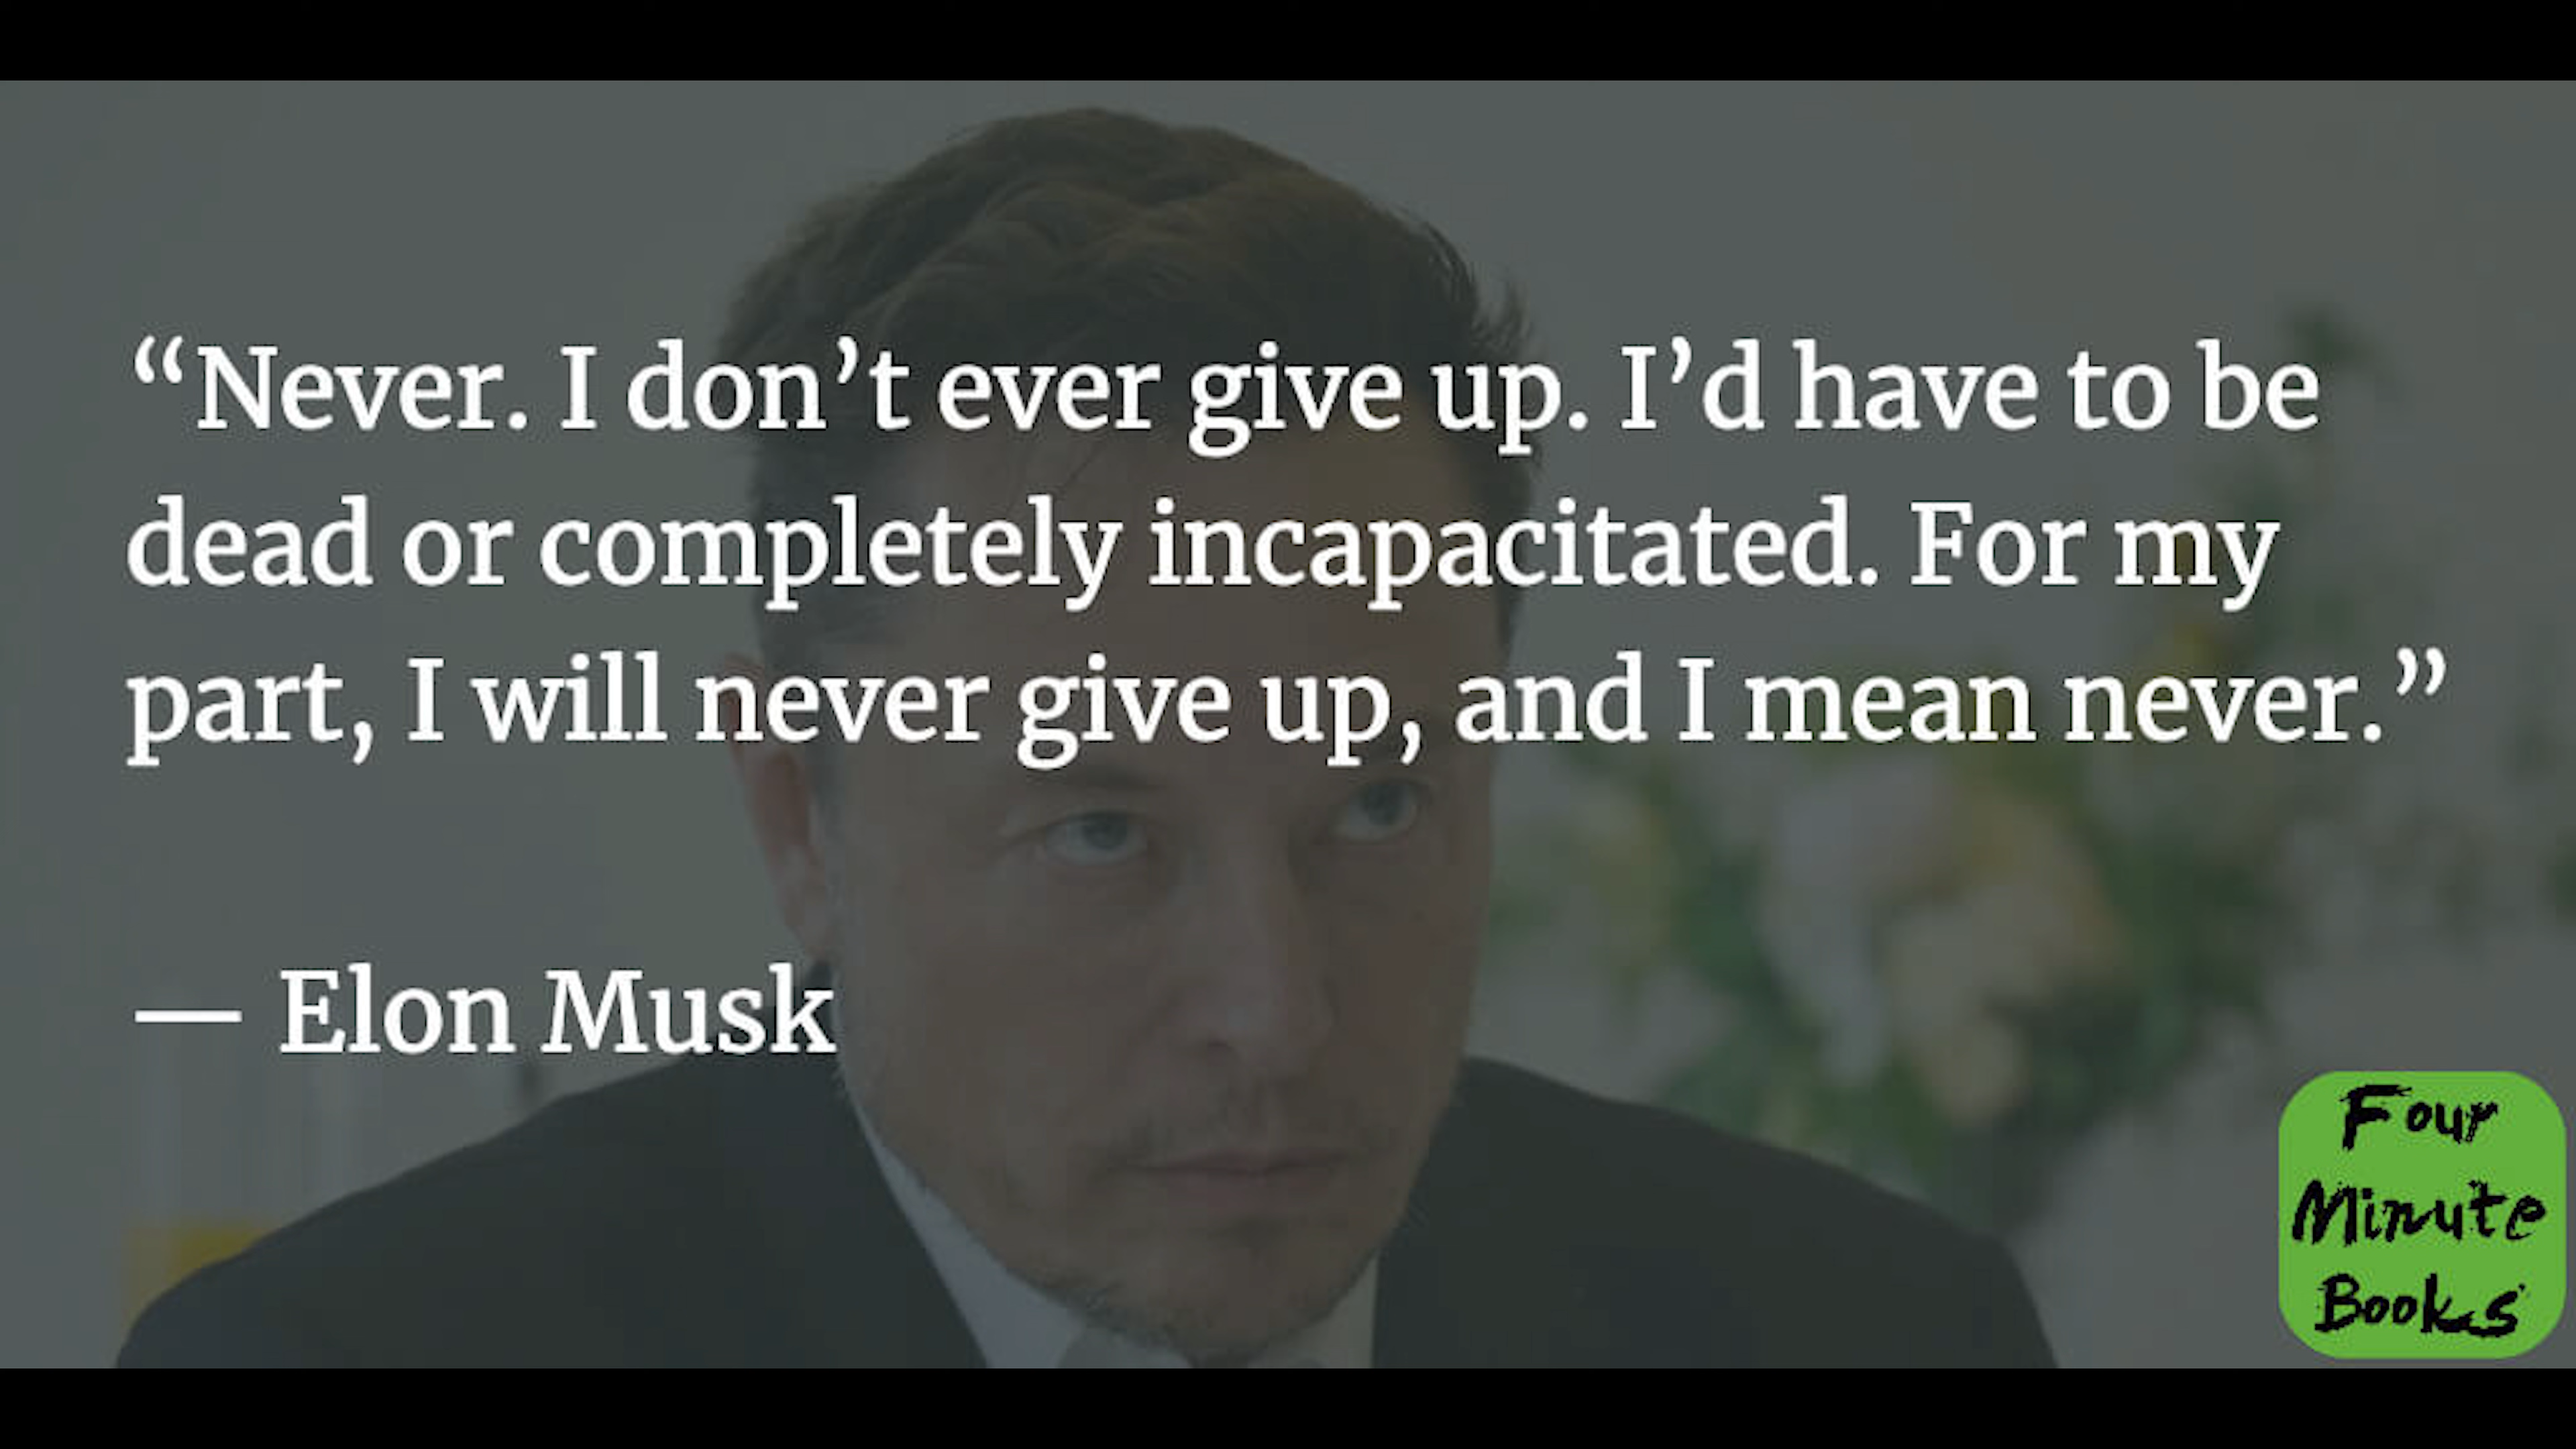 “Never. I don’t ever give up. I’d have to be
dead or completely incapacitated. For my
part, I will never give up, and I mean never.”
— Elon Musk
Four
Minute
Books